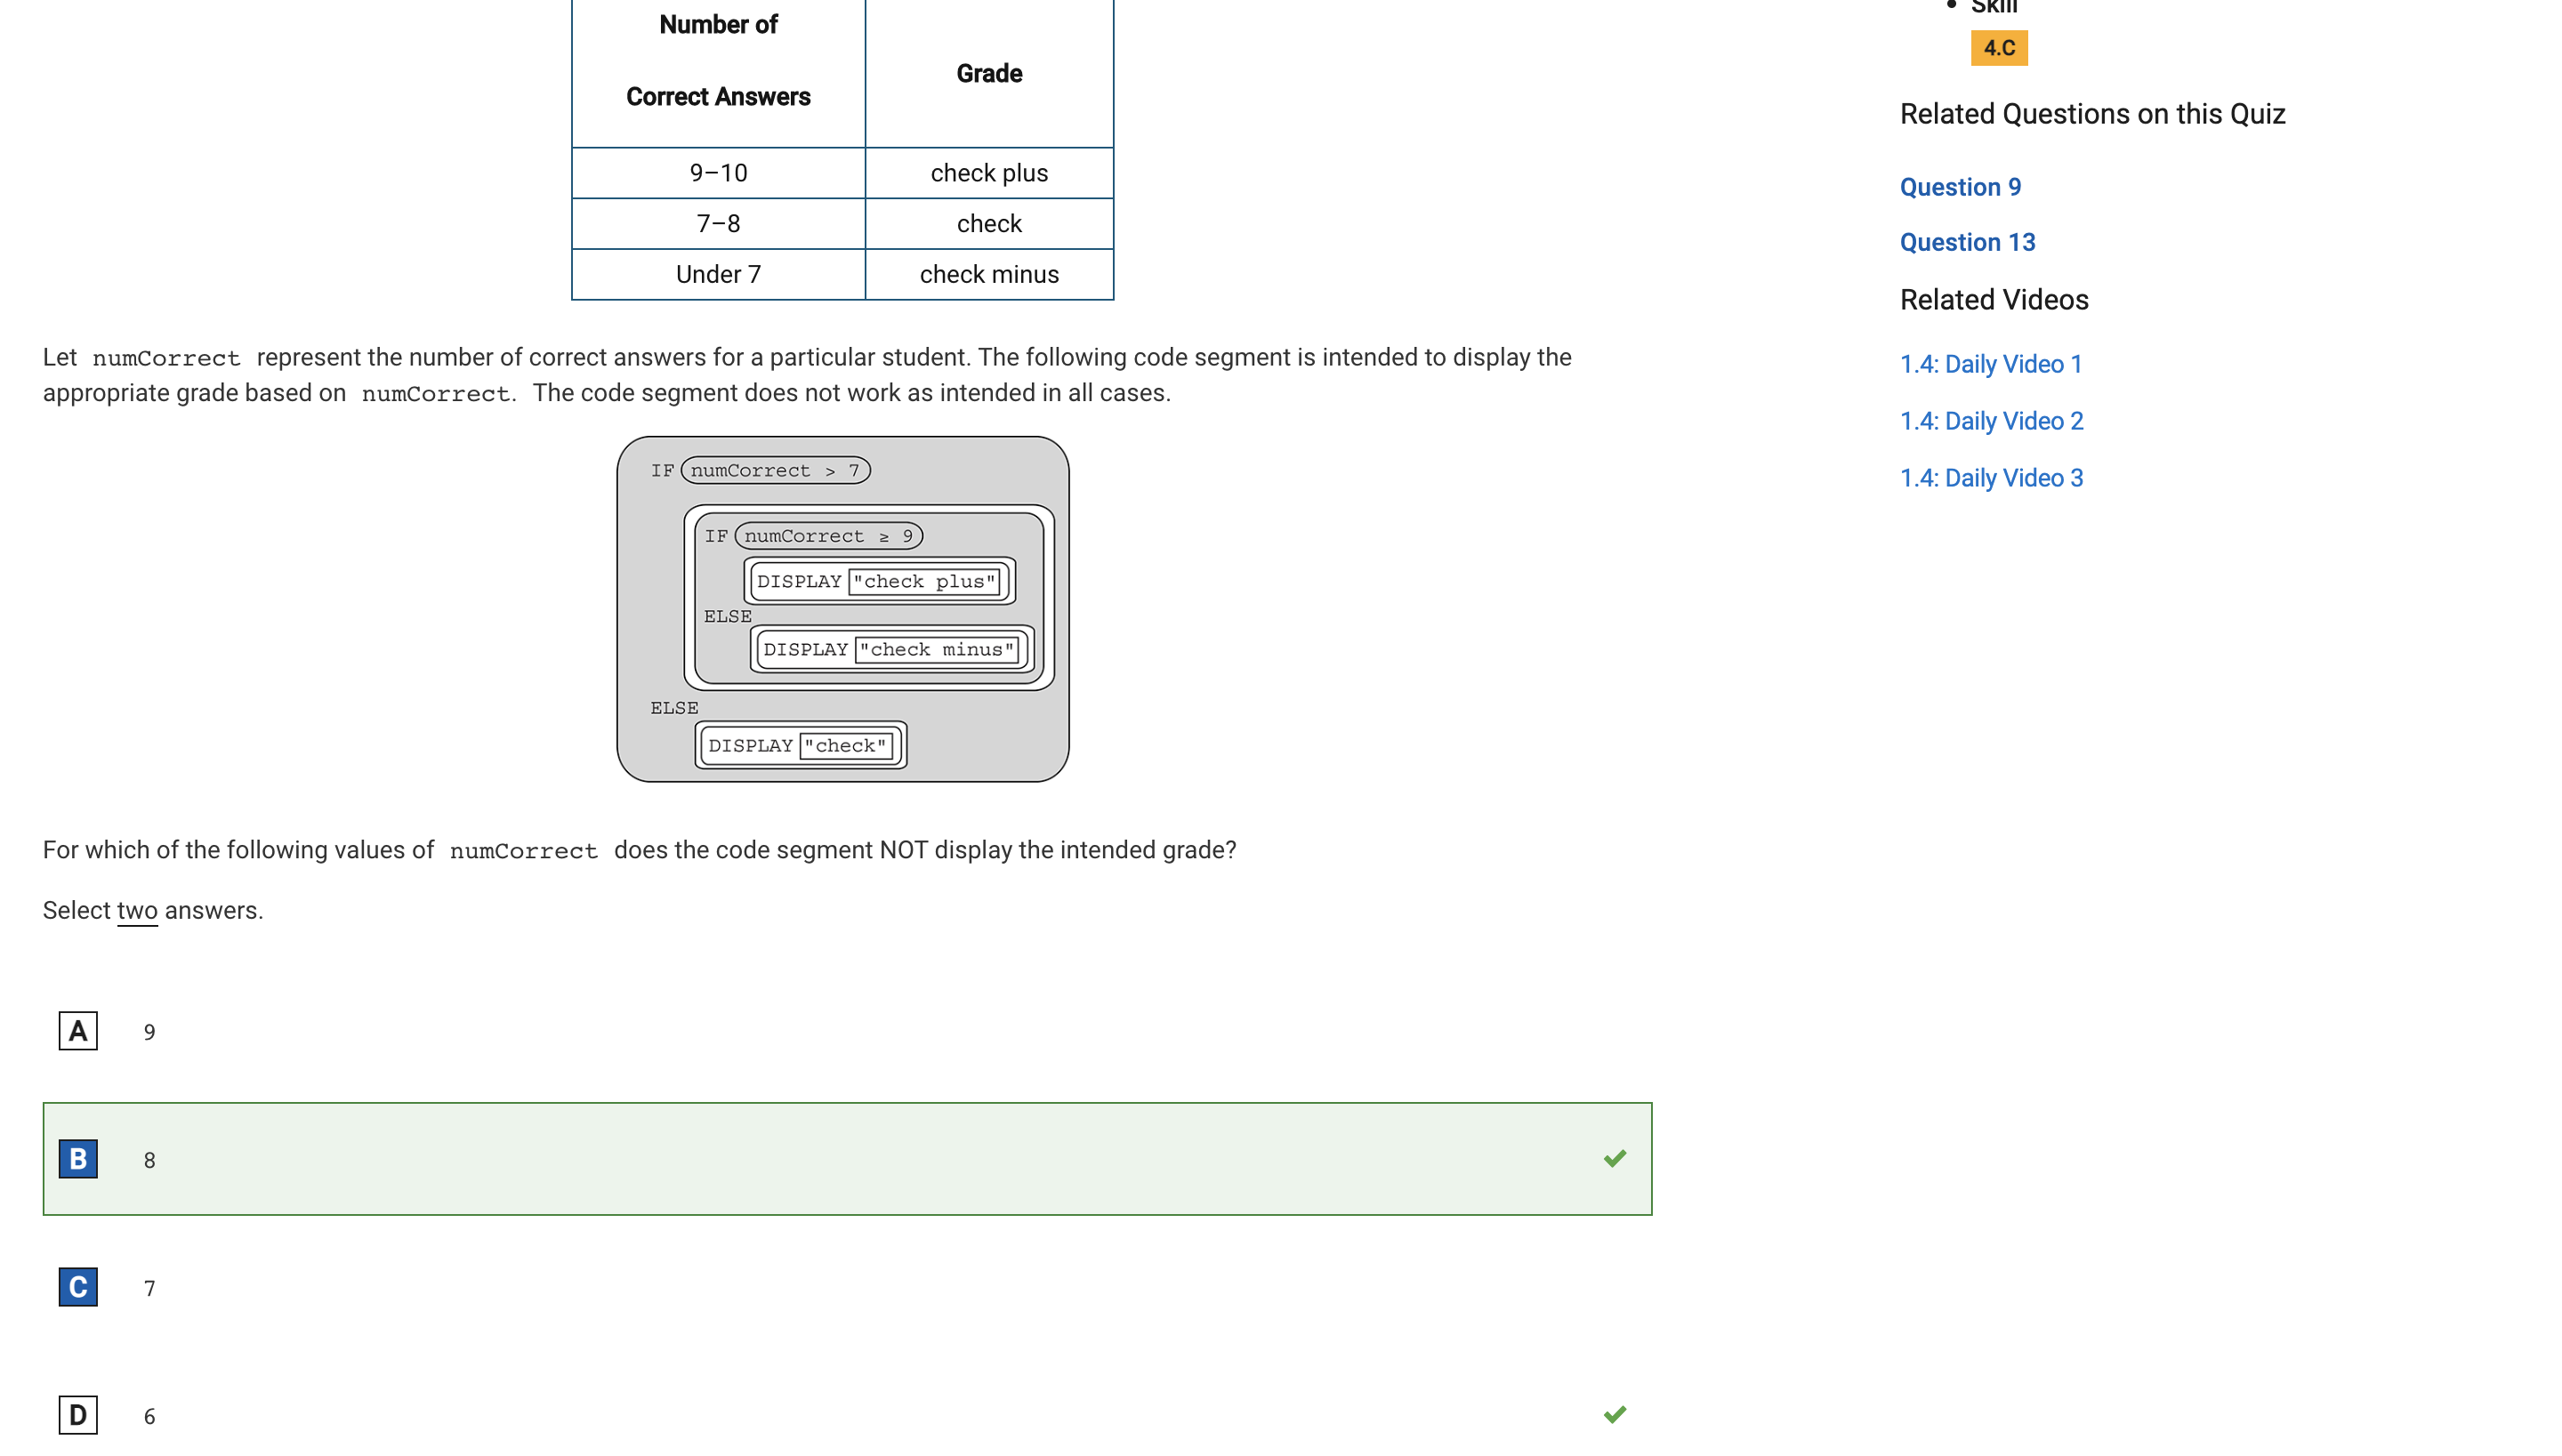 Number of
Correct Answers
Grade
9–10
check plus
7–8
check
Under 7
check minus
Let numCorrect represent the number of correct answers for a particular student. The following code segment is intended to display the
appropriate grade based on numCorrect. The code segment does not work as intended in all cases.
IF numCorrect > 7
IF numCorrect ≥ 9
DISPLAY "check plus"
ELSE
DISPLAY "check minus"
ELSE
DISPLAY "check"
For which of the following values of numCorrect does the code segment NOT display the intended grade?
Select two answers.
A 9
B 8
C 7
D 6
Skill
4.C
Related Questions on this Quiz
Question 9
Question 13
Related Videos
1.4: Daily Video 1
1.4: Daily Video 2
1.4: Daily Video 3